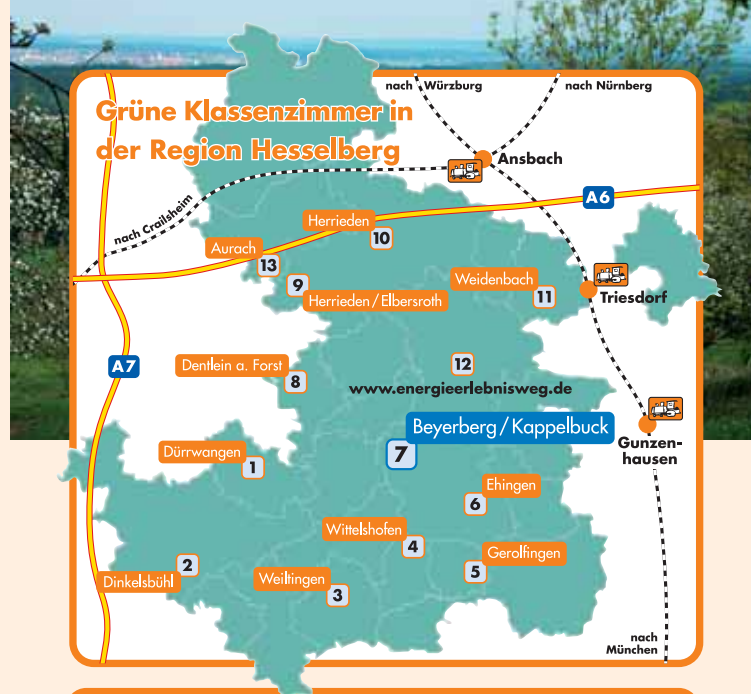 nach Würzburg
nach Nürnberg
Grüne Klassenzimmer in
der Region Hesselberg
Ansbach
nach Crailsheim
A6
Herrieden
10
Aurach
13
9
Herrieden / Elbersroth
Weidenbach
11
Triesdorf
A7
Dentlein a. Forst
8
12
www.energieerlebnisweg.de
Beyerberg / Kappelbuck
7
Gunzen-
hausen
Dürrwangen
1
Ehingen
6
Wittelshofen
4
Gerolfingen
5
2
Dinkelsbühl
Weiltingen
3
nach
München